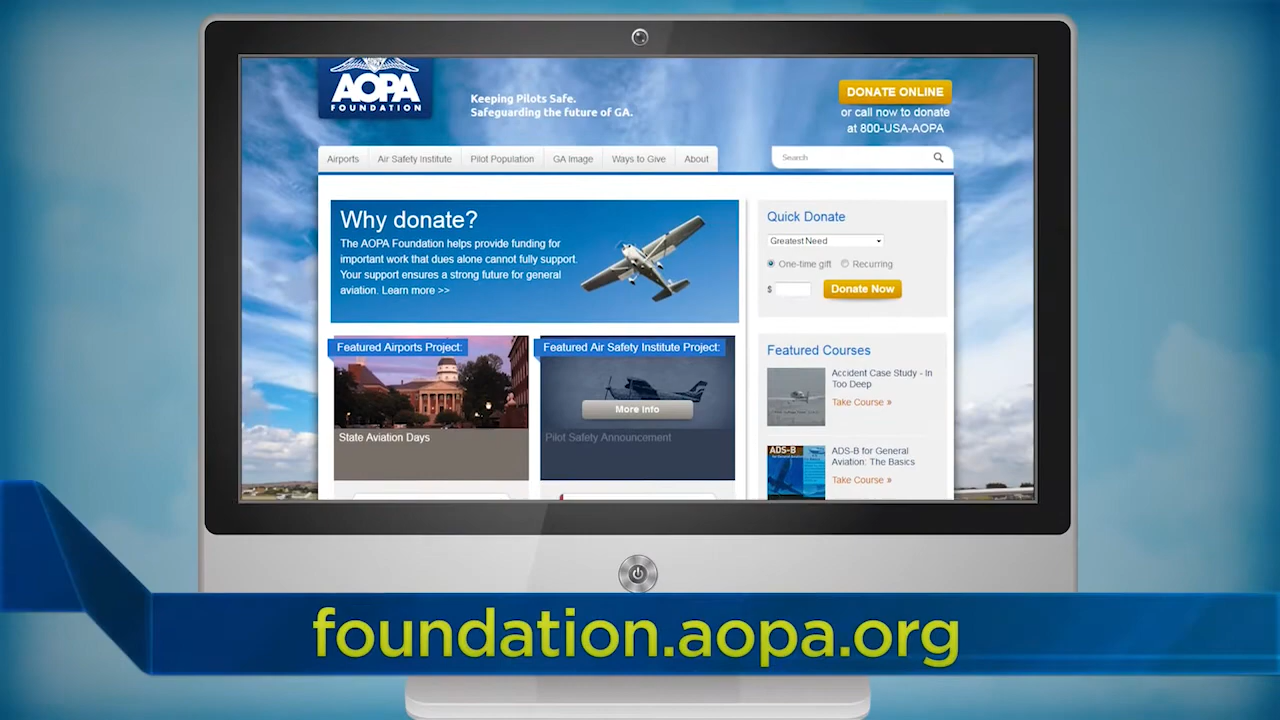 AOPA
FOUNDATION
Keeping Pilots Safe.
Safeguarding the future of GA.
DONATE ONLINE
or call now to donate
at 800-USA-AOPA
Airports
Air Safety Institute
Pilot Population
GA Image
Ways to Give
About
Search
Why donate?
The AOPA Foundation helps provide funding for
important work that dues alone cannot fully support.
Your support ensures a strong future for general
aviation. Learn more >>
Quick Donate
Greatest Need
One-time gift
Recurring
$
Donate Now
Featured Airports Project:
State Aviation Days
Featured Air Safety Institute Project:
More Info
Pilot Safety Announcement
Featured Courses
Accident Case Study - In
Too Deep
Take Course »
ADS-B
ADS-B for General
Aviation: The Basics
Take Course »
foundation.aopa.org